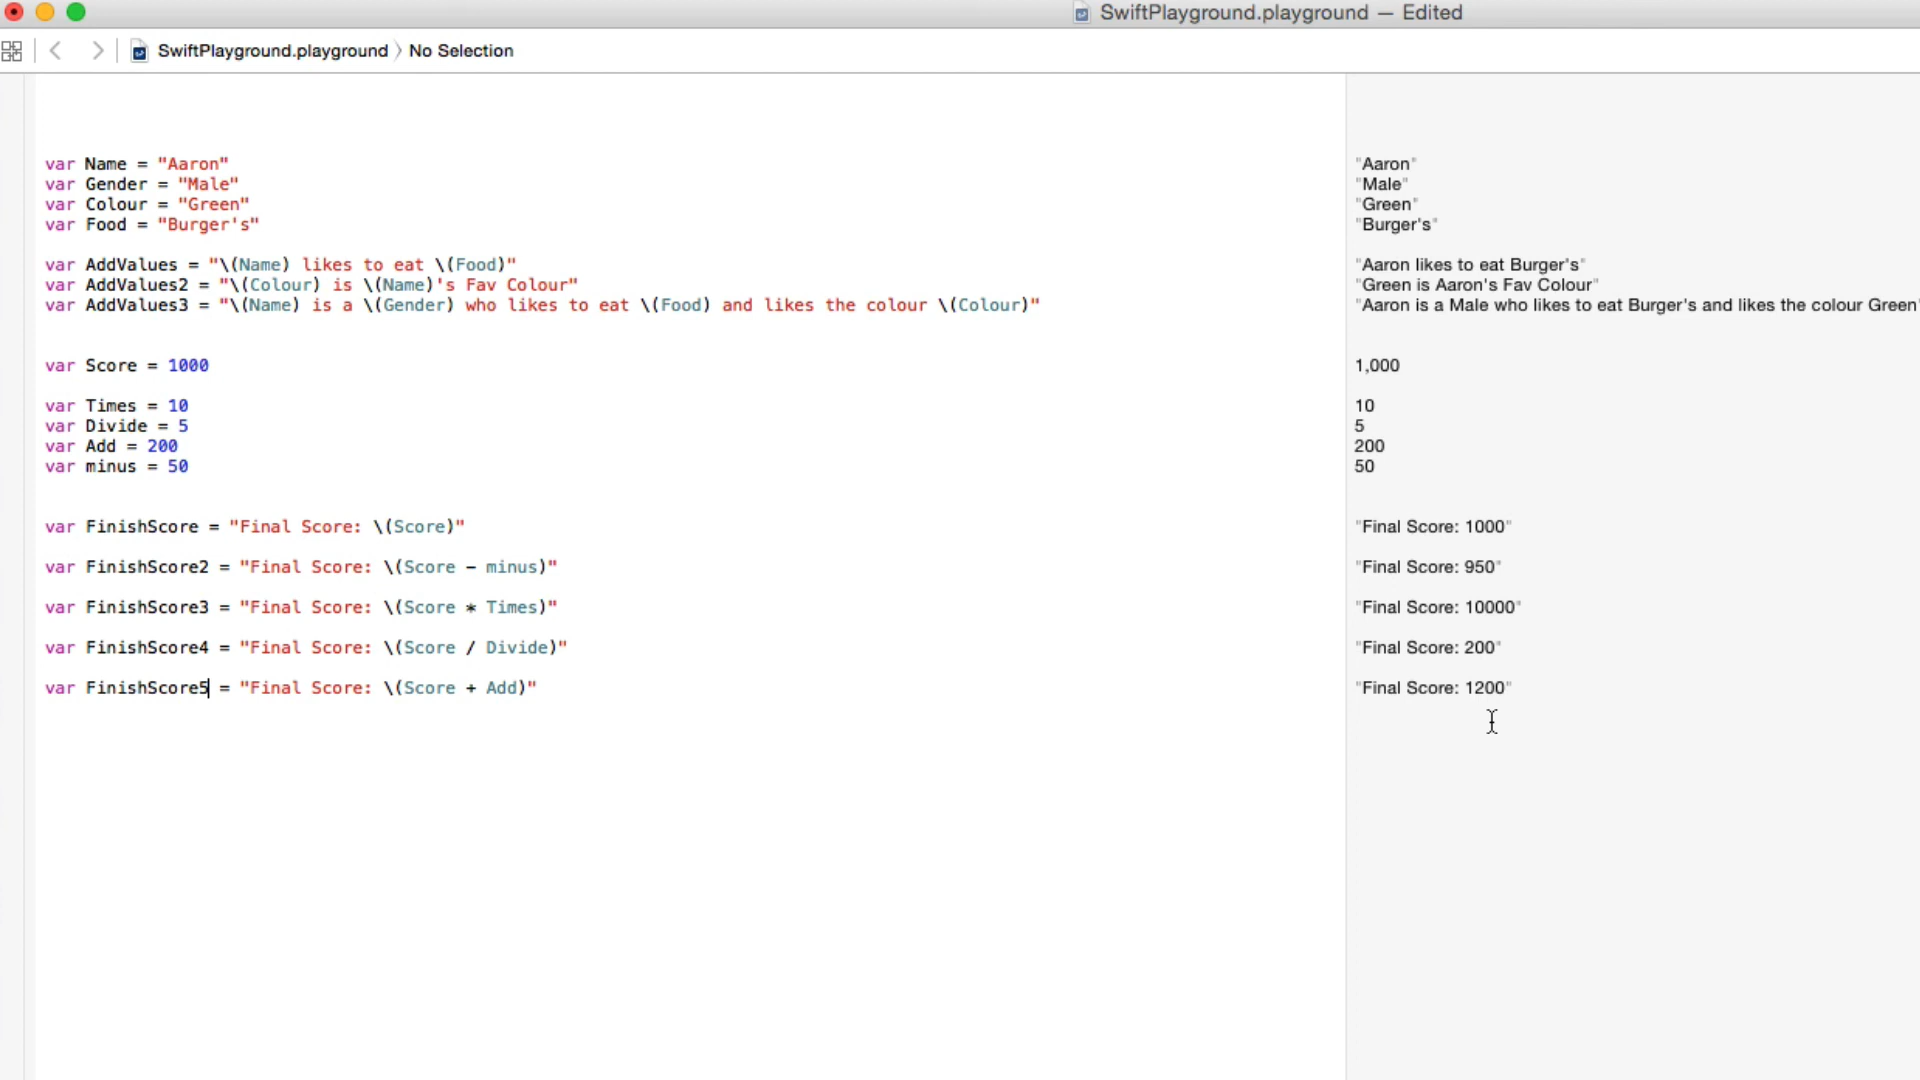 SwiftPlayground.playground — Edited
SwiftPlayground.playground 〉 No Selection
var Name = "Aaron"
"Aaron"
var Gender = "Male"
"Male"
var Colour = "Green"
"Green"
var Food = "Burger's"
"Burger's"
var AddValues = "\(Name) likes to eat \(Food)"
"Aaron likes to eat Burger's"
var AddValues2 = "\(Colour) is \(Name)'s Fav Colour"
"Green is Aaron's Fav Colour"
var AddValues3 = "\(Name) is a \(Gender) who likes to eat \(Food) and likes the colour \(Colour)"
"Aaron is a Male who likes to eat Burger's and likes the colour Green"
var Score = 1000
1,000
var Times = 10
10
var Divide = 5
5
var Add = 200
200
var minus = 50
50
var FinishScore = "Final Score: \(Score)"
"Final Score: 1000"
var FinishScore2 = "Final Score: \(Score - minus)"
"Final Score: 950"
var FinishScore3 = "Final Score: \(Score * Times)"
"Final Score: 10000"
var FinishScore4 = "Final Score: \(Score / Divide)"
"Final Score: 200"
var FinishScore5 = "Final Score: \(Score + Add)"
"Final Score: 1200"